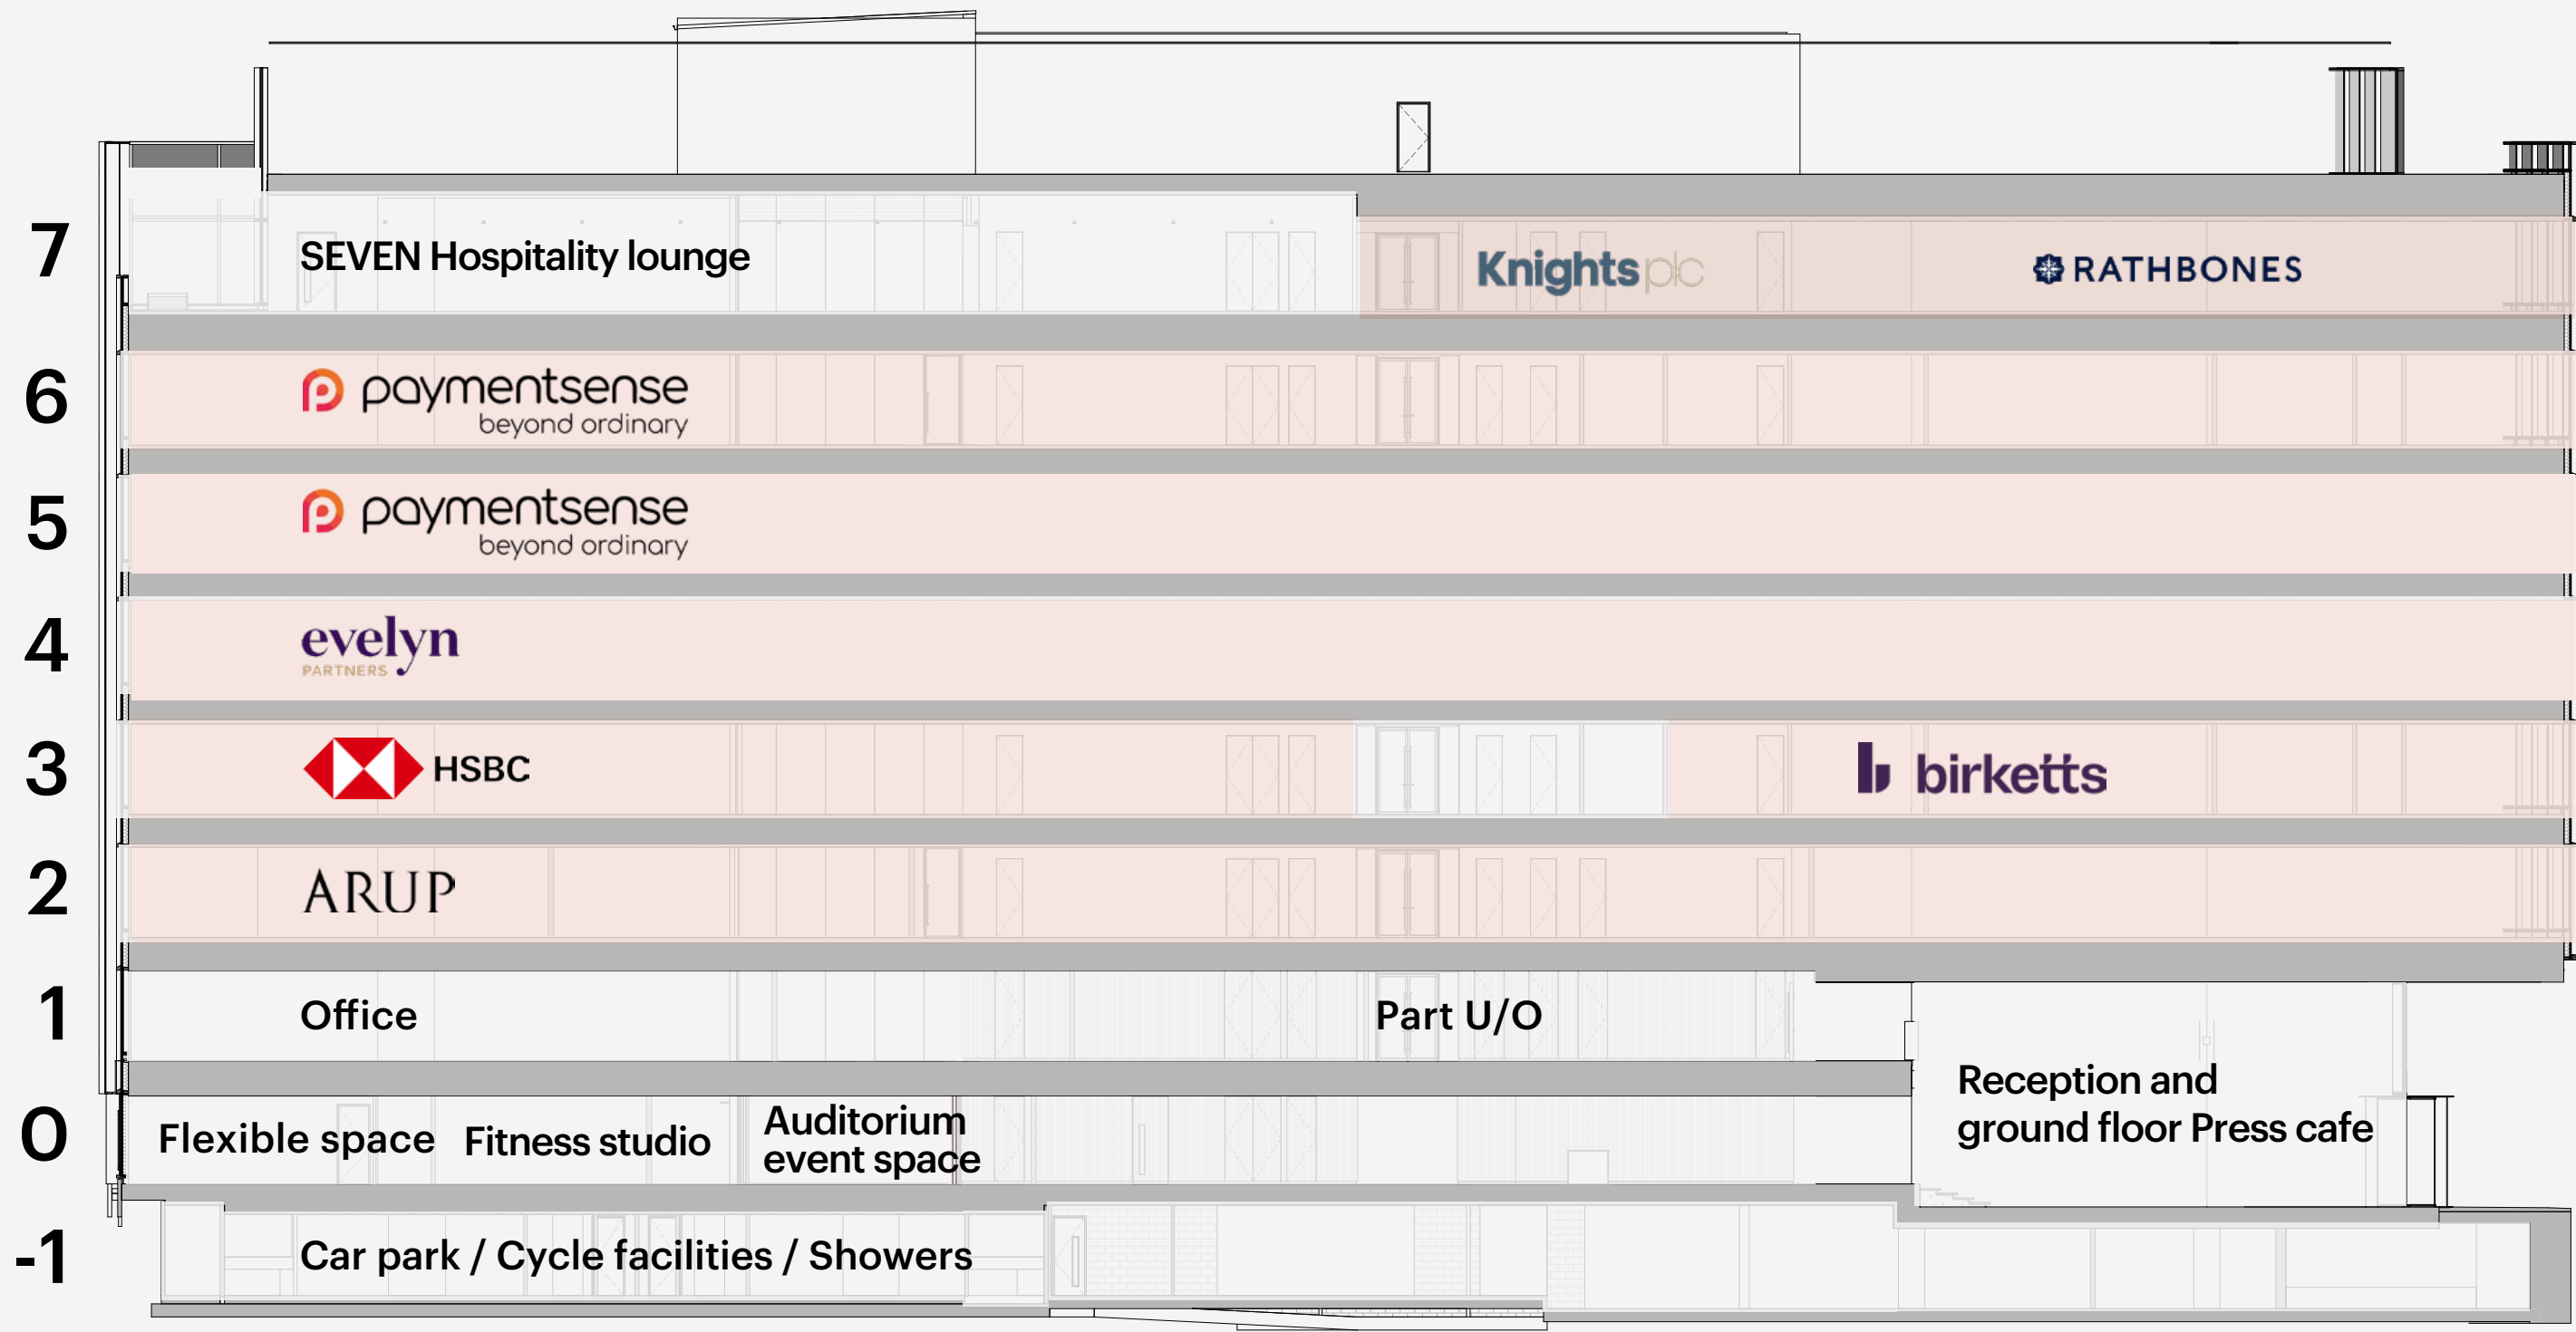 7
SEVEN Hospitality lounge
Knights plc
RATHBONES
6
paymentsense
beyond ordinary
5
paymentsense
beyond ordinary
4
evelyn
PARTNERS
3
HSBC
birketts
2
ARUP
1
Office
Part U/O
0
Flexible space
Fitness studio
Auditorium
event space
Reception and
ground floor Press cafe
-1
Car park / Cycle facilities / Showers